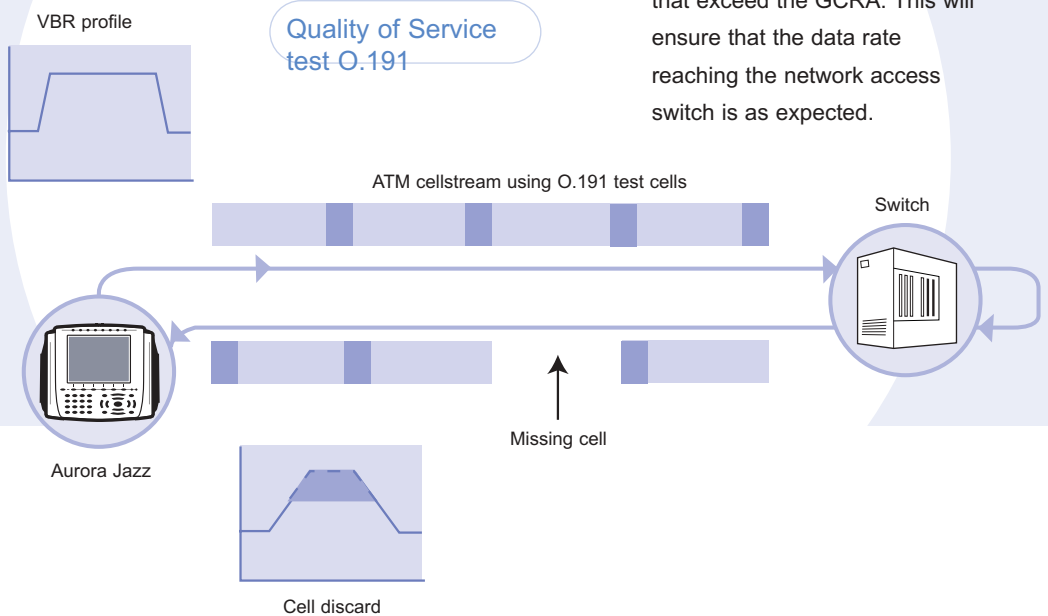 VBR profile
Quality of Service
test O.191
that exceed the GCRA. This will
ensure that the data rate
reaching the network access
switch is as expected.
ATM cellstream using O.191 test cells
Switch
Missing cell
Aurora Jazz
Cell discard